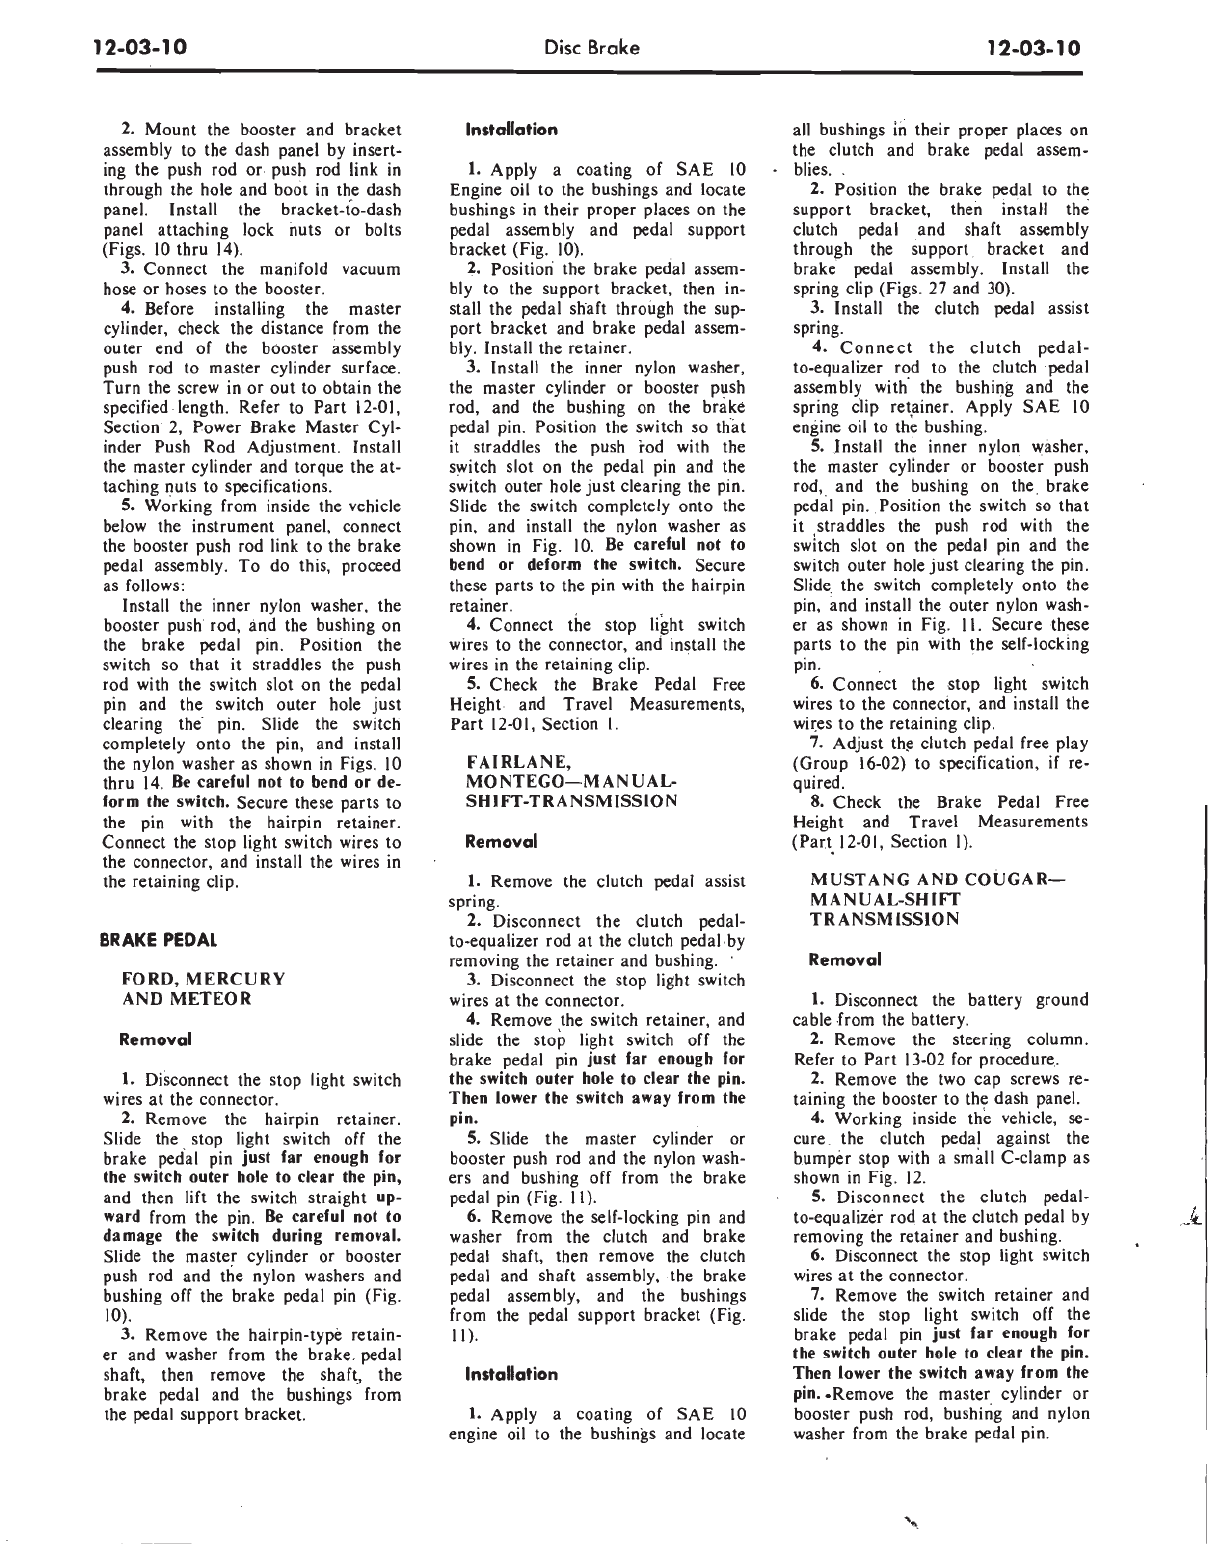 12-03-10
Disc Brake
12-03-10
2. Mount the booster and bracket
assembly to the dash panel by insert-
ing the push rod or push rod link in
through the hole and boot in the dash
panel. Install the bracket-to-dash
panel attaching lock nuts or bolts
(Figs. 10 thru 14).
3. Connect the manifold vacuum
hose or hoses to the booster.
4. Before installing the master
cylinder, check the distance from the
outer end of the booster assembly
push rod to master cylinder surface.
Turn the screw in or out to obtain the
specified length. Refer to Part 12-01,
Section 2, Power Brake Master Cyl-
inder Push Rod Adjustment. Install
the master cylinder and torque the at-
taching nuts to specifications.
5. Working from inside the vehicle
below the instrument panel, connect
the booster push rod link to the brake
pedal assembly. To do this, proceed
as follows:
Install the inner nylon washer, the
booster push rod, and the bushing on
the brake pedal pin. Position the
switch so that it straddles the push
rod with the switch slot on the pedal
pin and the switch outer hole just
clearing the pin. Slide the switch
completely onto the pin, and install
the nylon washer as shown in Figs. 10
thru 14. Be careful not to bend or de-
form the switch. Secure these parts to
the pin with the hairpin retainer.
Connect the stop light switch wires to
the connector, and install the wires in
the retaining clip.
BRAKE PEDAL
FORD, MERCURY
AND METEOR
Removal
1. Disconnect the stop light switch
wires at the connector.
2. Remove the hairpin retainer.
Slide the stop light switch off the
brake pedal pin just far enough for
the switch outer hole to clear the pin,
and then lift the switch straight up-
ward from the pin. Be careful not to
damage the switch during removal.
Slide the master cylinder or booster
push rod and the nylon washers and
bushing off the brake pedal pin (Fig.
10).
3. Remove the hairpin-type retain-
er and washer from the brake pedal
shaft, then remove the shaft, the
brake pedal and the bushings from
the pedal support bracket.
Installation
1. Apply a coating of SAE 10
Engine oil to the bushings and locate
bushings in their proper places on the
pedal assembly and pedal support
bracket (Fig. 10).
2. Position the brake pedal assem-
bly to the support bracket, then in-
stall the pedal shaft through the sup-
port bracket and brake pedal assem-
bly. Install the retainer.
3. Install the inner nylon washer,
the master cylinder or booster push
rod, and the bushing on the brake
pedal pin. Position the switch so that
it straddles the push rod with the
switch slot on the pedal pin and the
switch outer hole just clearing the pin.
Slide the switch completely onto the
pin, and install the nylon washer as
shown in Fig. 10. Be careful not to
bend or deform the switch. Secure
these parts to the pin with the hairpin
retainer.
4. Connect the stop light switch
wires to the connector, and install the
wires in the retaining clip.
5. Check the Brake Pedal Free
Height and Travel Measurements,
Part 12-01, Section 1.
FAIRLANE,
MONTEGO—MANUAL-
SHIFT-TRANSMISSION
Removal
1. Remove the clutch pedal assist
spring.
2. Disconnect the clutch pedal-
to-equalizer rod at the clutch pedal by
removing the retainer and bushing.
3. Disconnect the stop light switch
wires at the connector.
4. Remove the switch retainer, and
slide the stop light switch off the
brake pedal pin just far enough for
the switch outer hole to clear the pin.
Then lower the switch away from the
pin.
5. Slide the master cylinder or
booster push rod and the nylon wash-
ers and bushing off from the brake
pedal pin (Fig. 11).
6. Remove the self-locking pin and
washer from the clutch and brake
pedal shaft, then remove the clutch
pedal and shaft assembly, the brake
pedal assembly, and the bushings
from the pedal support bracket (Fig.
11).
Installation
1. Apply a coating of SAE 10
engine oil to the bushings and locate
all bushings in their proper places on
the clutch and brake pedal assem-
blies.
2. Position the brake pedal to the
support bracket, then install the
clutch pedal and shaft assembly
through the support bracket and
brake pedal assembly. Install the
spring clip (Figs. 27 and 30).
3. Install the clutch pedal assist
spring.
4. Connect the clutch pedal-
to-equalizer rod to the clutch pedal
assembly with the bushing and the
spring clip retainer. Apply SAE 10
engine oil to the bushing.
5. Install the inner nylon washer,
the master cylinder or booster push
rod, and the bushing on the brake
pedal pin. Position the switch so that
it straddles the push rod with the
switch slot on the pedal pin and the
switch outer hole just clearing the pin.
Slide the switch completely onto the
pin, and install the outer nylon wash-
er as shown in Fig. 11. Secure these
parts to the pin with the self-locking
pin.
6. Connect the stop light switch
wires to the connector, and install the
wires to the retaining clip.
7. Adjust the clutch pedal free play
(Group 16-02) to specification, if re-
quired.
8. Check the Brake Pedal Free
Height and Travel Measurements
(Part 12-01, Section 1).
MUSTANG AND COUGAR—
MANUAL-SHIFT
TRANSMISSION
Removal
1. Disconnect the battery ground
cable from the battery.
2. Remove the steering column.
Refer to Part 13-02 for procedure.
2. Remove the two cap screws re-
taining the booster to the dash panel.
4. Working inside the vehicle, se-
cure the clutch pedal against the
bumper stop with a small C-clamp as
shown in Fig. 12.
5. Disconnect the clutch pedal-
to-equalizer rod at the clutch pedal by
removing the retainer and bushing.
6. Disconnect the stop light switch
wires at the connector.
7. Remove the switch retainer and
slide the stop light switch off the
brake pedal pin just far enough for
the switch outer hole to clear the pin.
Then lower the switch away from the
pin. Remove the master cylinder or
booster push rod, bushing and nylon
washer from the brake pedal pin.